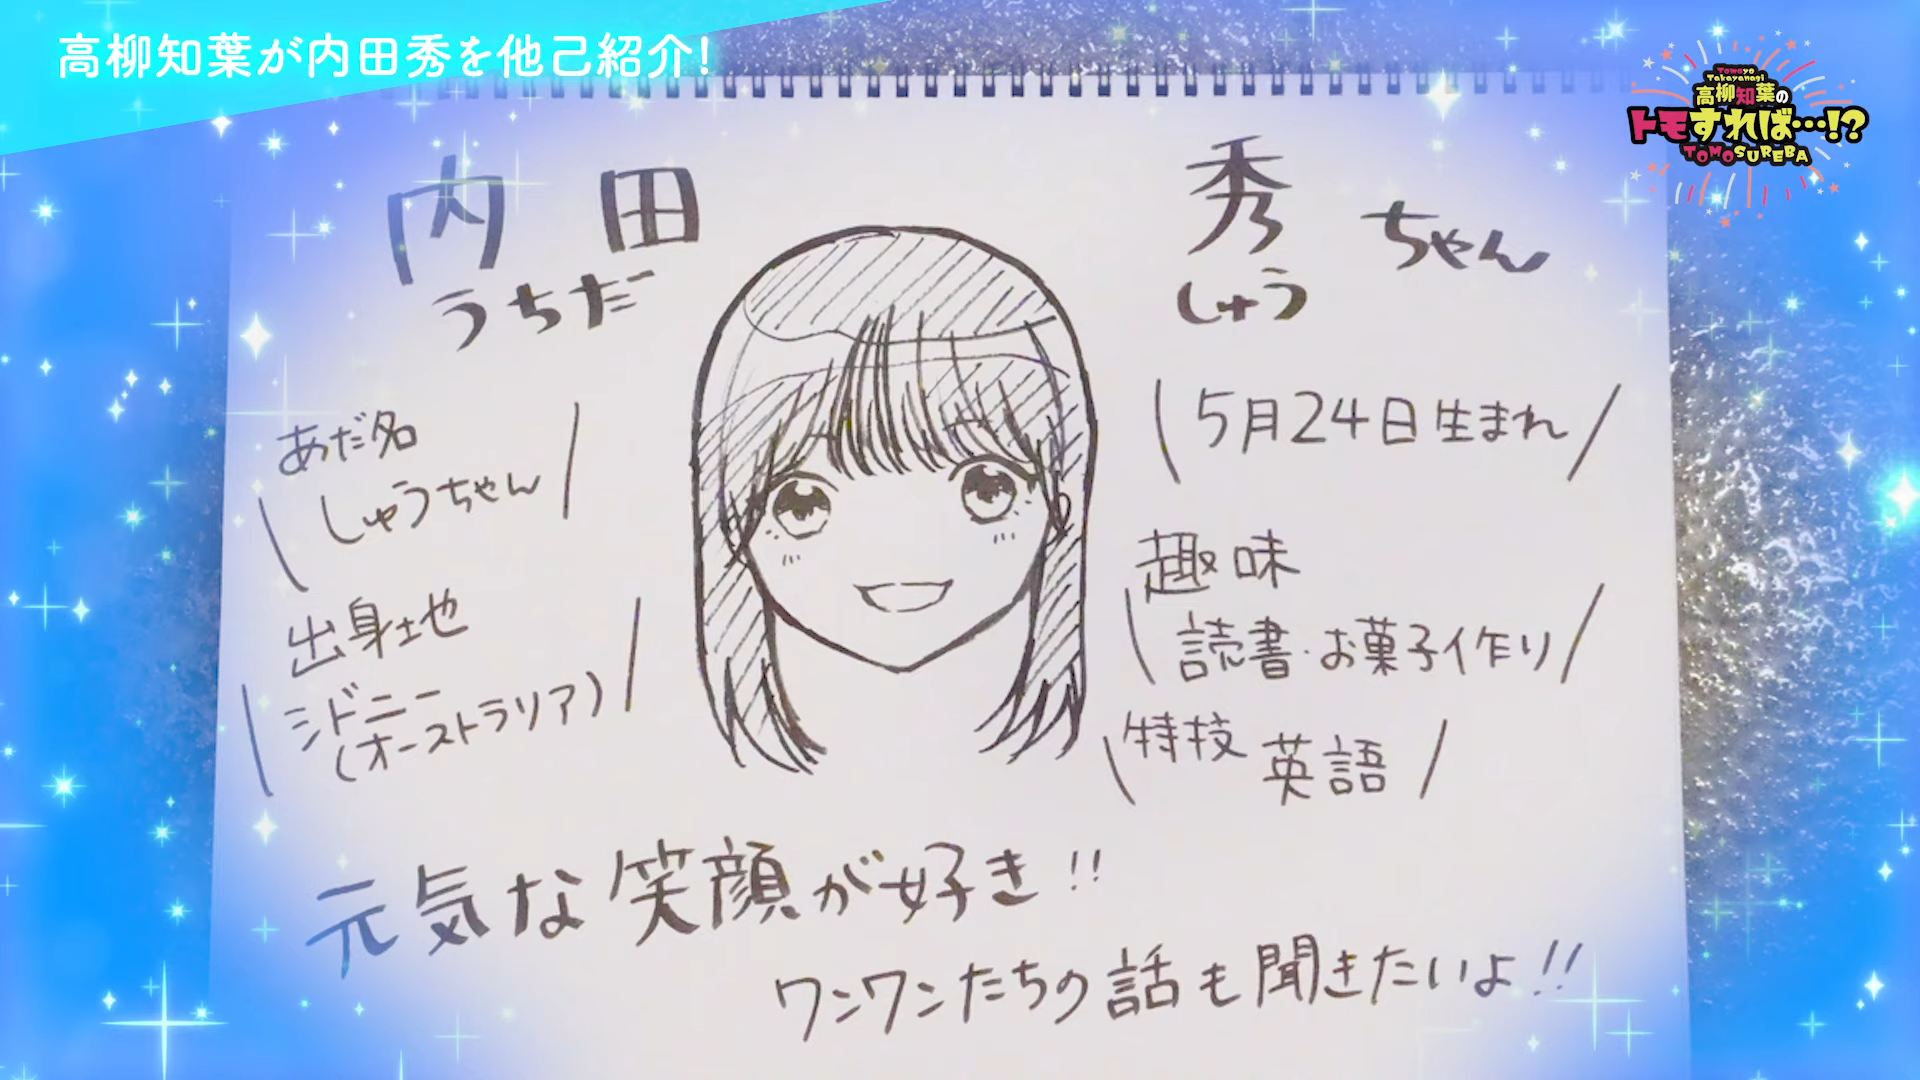 高柳知葉が内田秀を他己紹介!
Tomoyo
Takayanagi
高柳知葉の
トモすれば…!?
TOMOSUREBA
内田 秀ちゃん
うちだ しゅう
あだ名
しゅうちゃん
出身土地
シドニー
(オーストラリア)
5月24日生まれ
趣味
読書・お菓子作り
特技 英語
元気な笑顔が好き!!
ワンワンたちの話も聞きたいよ!!